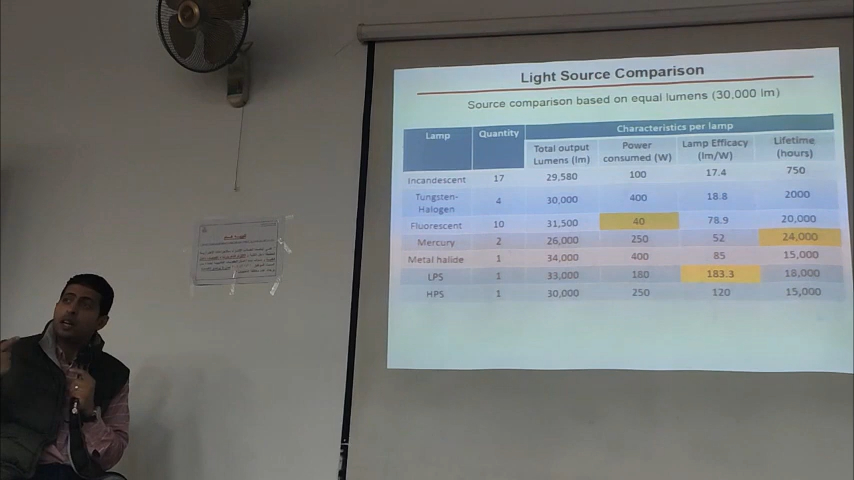 Light Source Comparison
Source comparison based on equal lumens (30,000 lm)
Lamp Quantity Characteristics per lamp
Total output Lumens (lm) Power consumed (W) Lamp Efficacy (lm/W) Lifetime (hours)
Incandescent 17 29,580 100 17.4 750
Tungsten-Halogen 4 30,000 400 18.8 2000
Fluorescent 10 31,500 40 78.9 20,000
Mercury 2 26,000 250 52 24,000
Metal halide 1 34,000 400 85 15,000
LPS 1 33,000 180 183.3 18,000
HPS 1 30,000 250 120 15,000